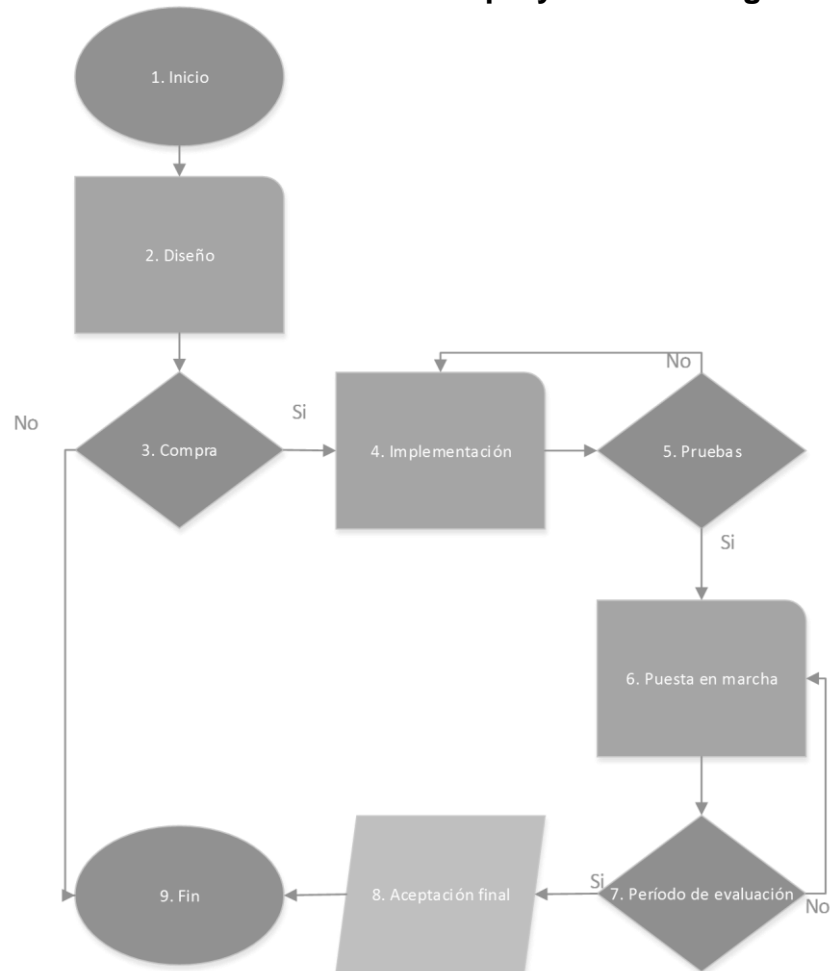 1. Inicio
2. Diseño
No
3. Compra
Si
4. Implementación
No
5. Pruebas
Si
6. Puesta en marcha
9. Fin
8. Aceptación final
Si
7. Período de evaluación
No